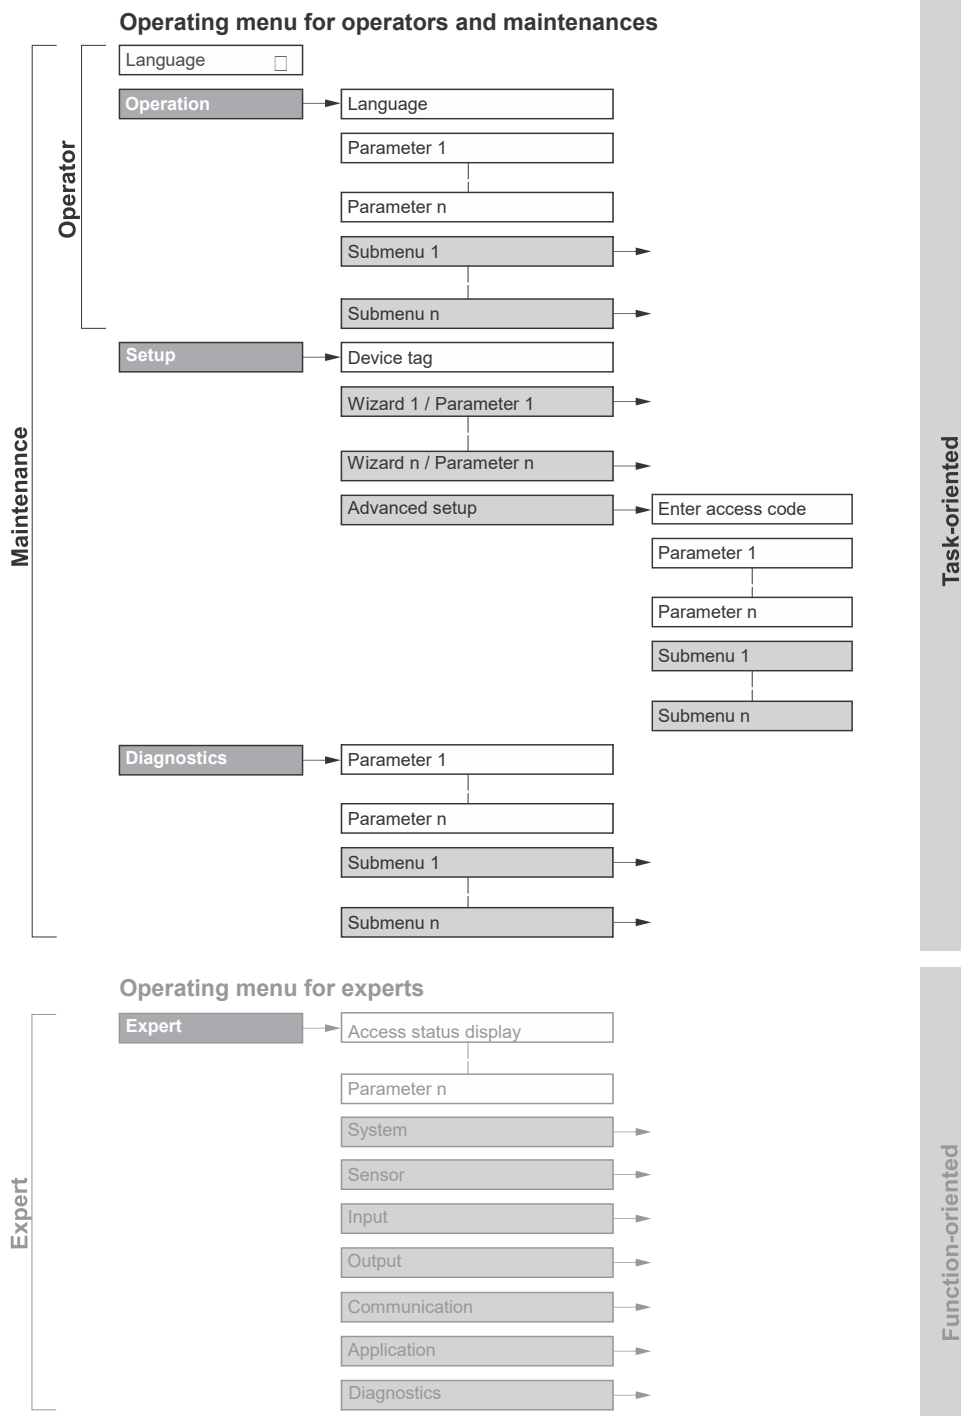 Operating menu for operators and maintenances
Language
Operation
Language
Parameter 1
Parameter n
Submenu 1
Submenu n
Operator
Setup
Device tag
Wizard 1 / Parameter 1
Wizard n / Parameter n
Advanced setup
Enter access code
Parameter 1
Parameter n
Submenu 1
Submenu n
Maintenance
Task-oriented
Diagnostics
Parameter 1
Parameter n
Submenu 1
Submenu n
Operating menu for experts
Expert
Access status display
Parameter n
System
Sensor
Input
Output
Communication
Application
Diagnostics
Expert
Function-oriented